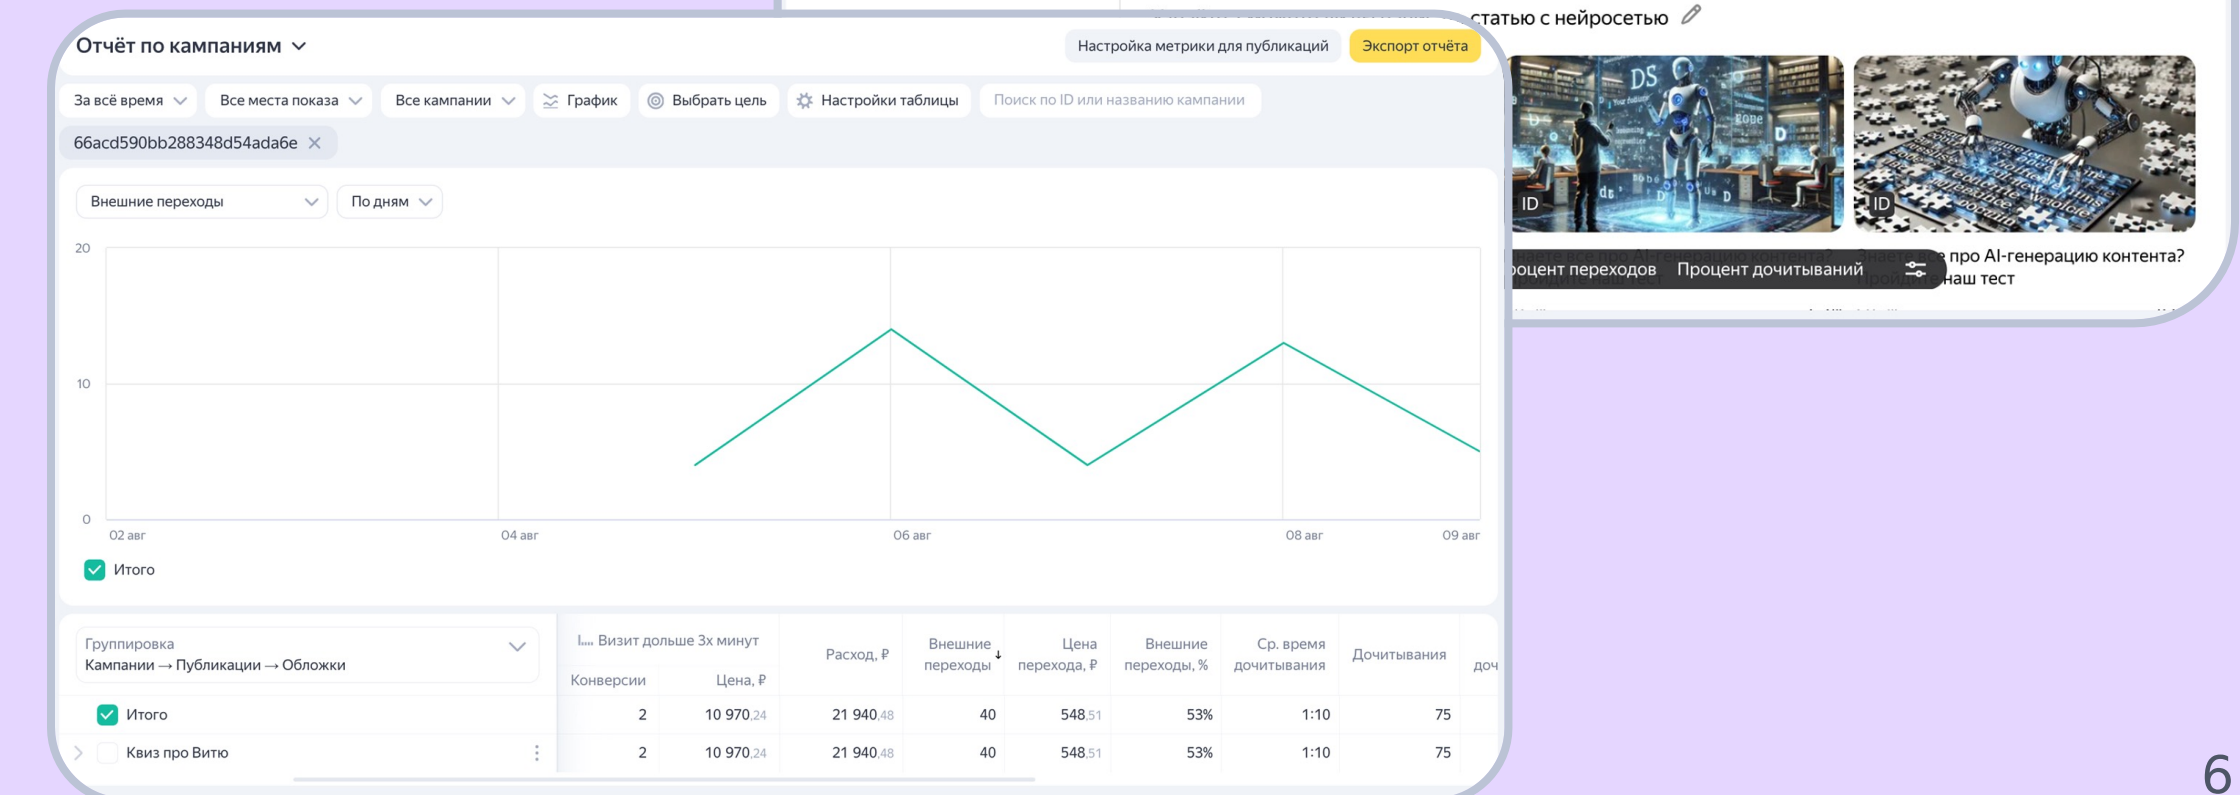 Отчёт по кампаниям
Настройка метрики для публикаций
Экспорт отчёта
За всё время
Все места показа
Все кампании
График
Выбрать цель
Настройки таблицы
Поиск по ID или названию кампании
66acd590bb288348d54ada6e
Внешние переходы
По дням
20
10
0
02 авг
04 авг
06 авг
08 авг
09 авг
Итого
Группировка
Кампании → Публикации → Обложки
I... Визит дольше 3х минут
Конверсии
Цена, ₽
Расход, ₽
Внешние
переходы
Цена
перехода, ₽
Внешние
переходы, %
Ср. время
дочитывания
Дочитывания
доч
Итого 2 10 970,24 21 940,48 40 548,51 53% 1:10 75
Квиз про Витю 2 10 970,24 21 940,48 40 548,51 53% 1:10 75
статью с нейросетью
DS
ID
ID
все про AI-генерацию контента?
наш тест
переходов
Процент дочитываний
6